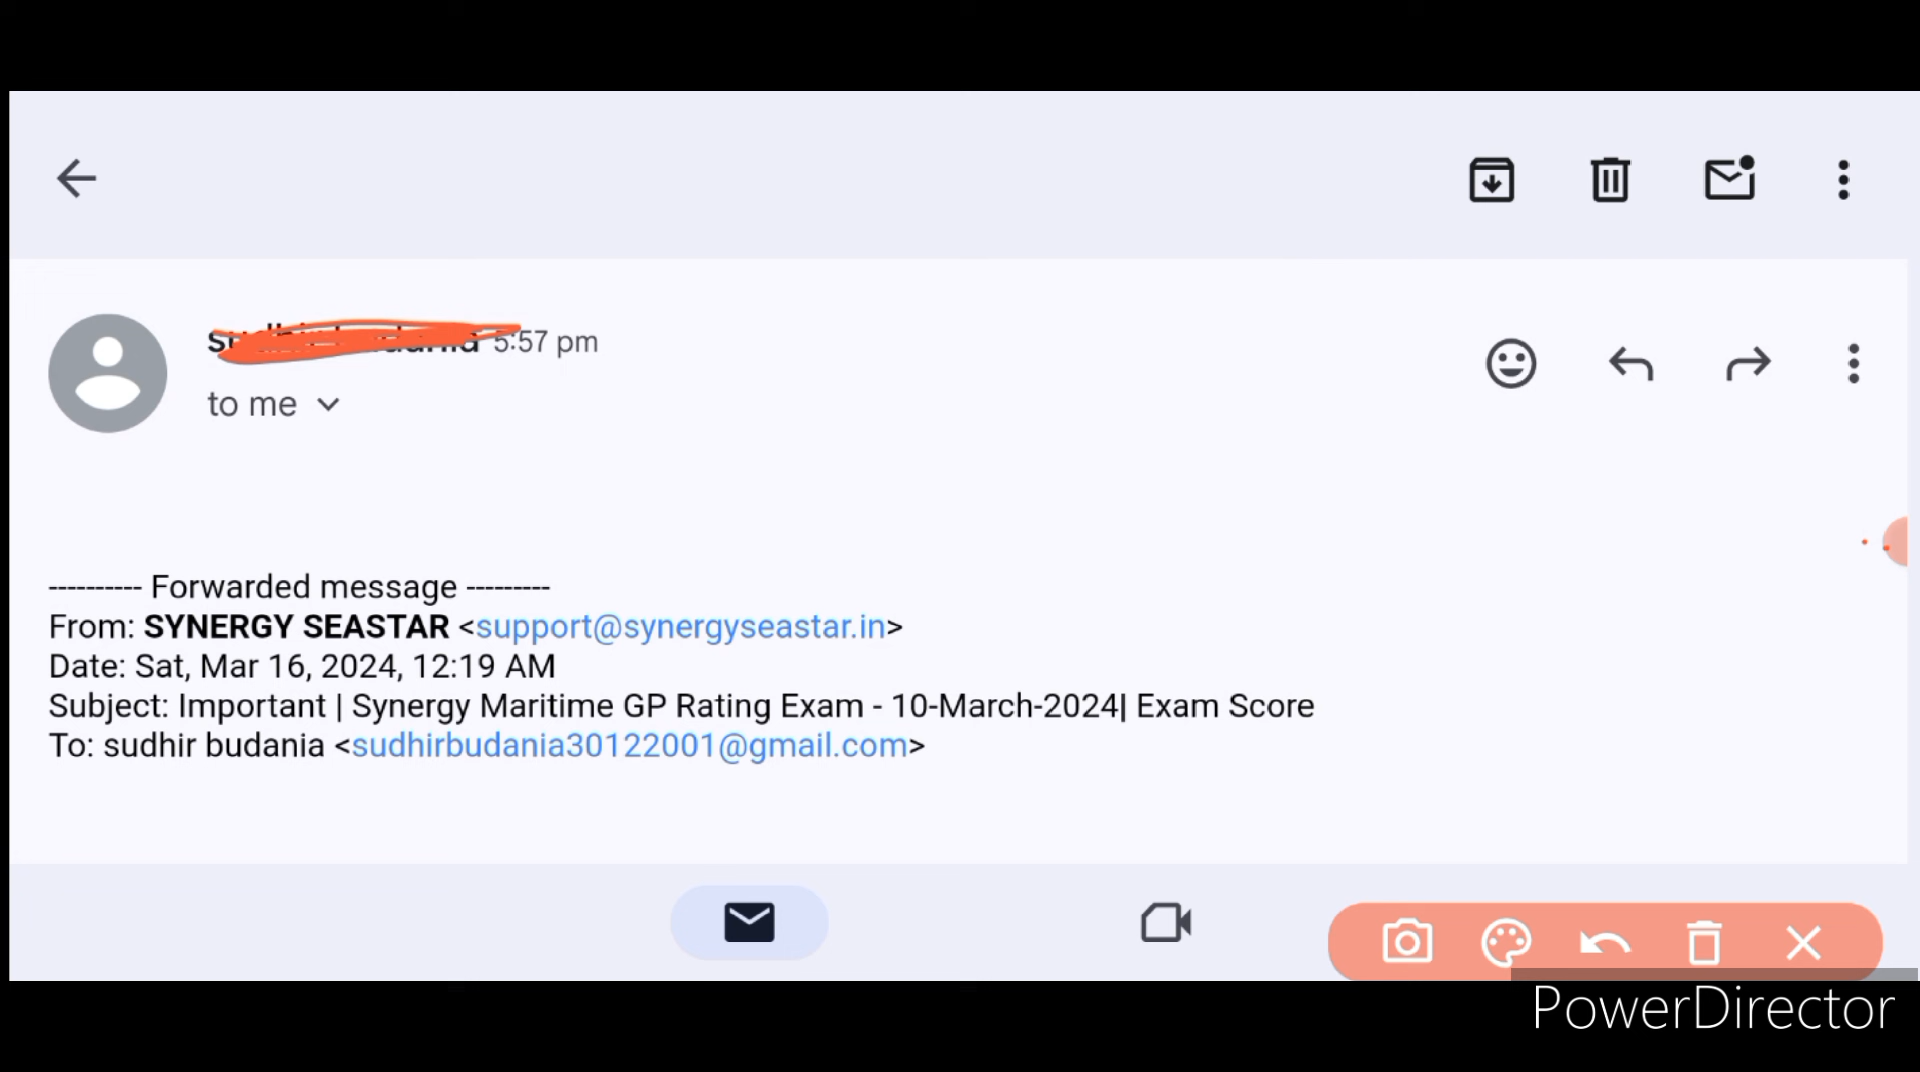 5:57 pm
to me
---------- Forwarded message ---------
From: SYNERGY SEASTAR <support@synergyseastar.in>
Date: Sat, Mar 16, 2024, 12:19 AM
Subject: Important | Synergy Maritime GP Rating Exam - 10-March-2024| Exam Score
To: sudhir budania <sudhirbudania30122001@gmail.com>
PowerDirector